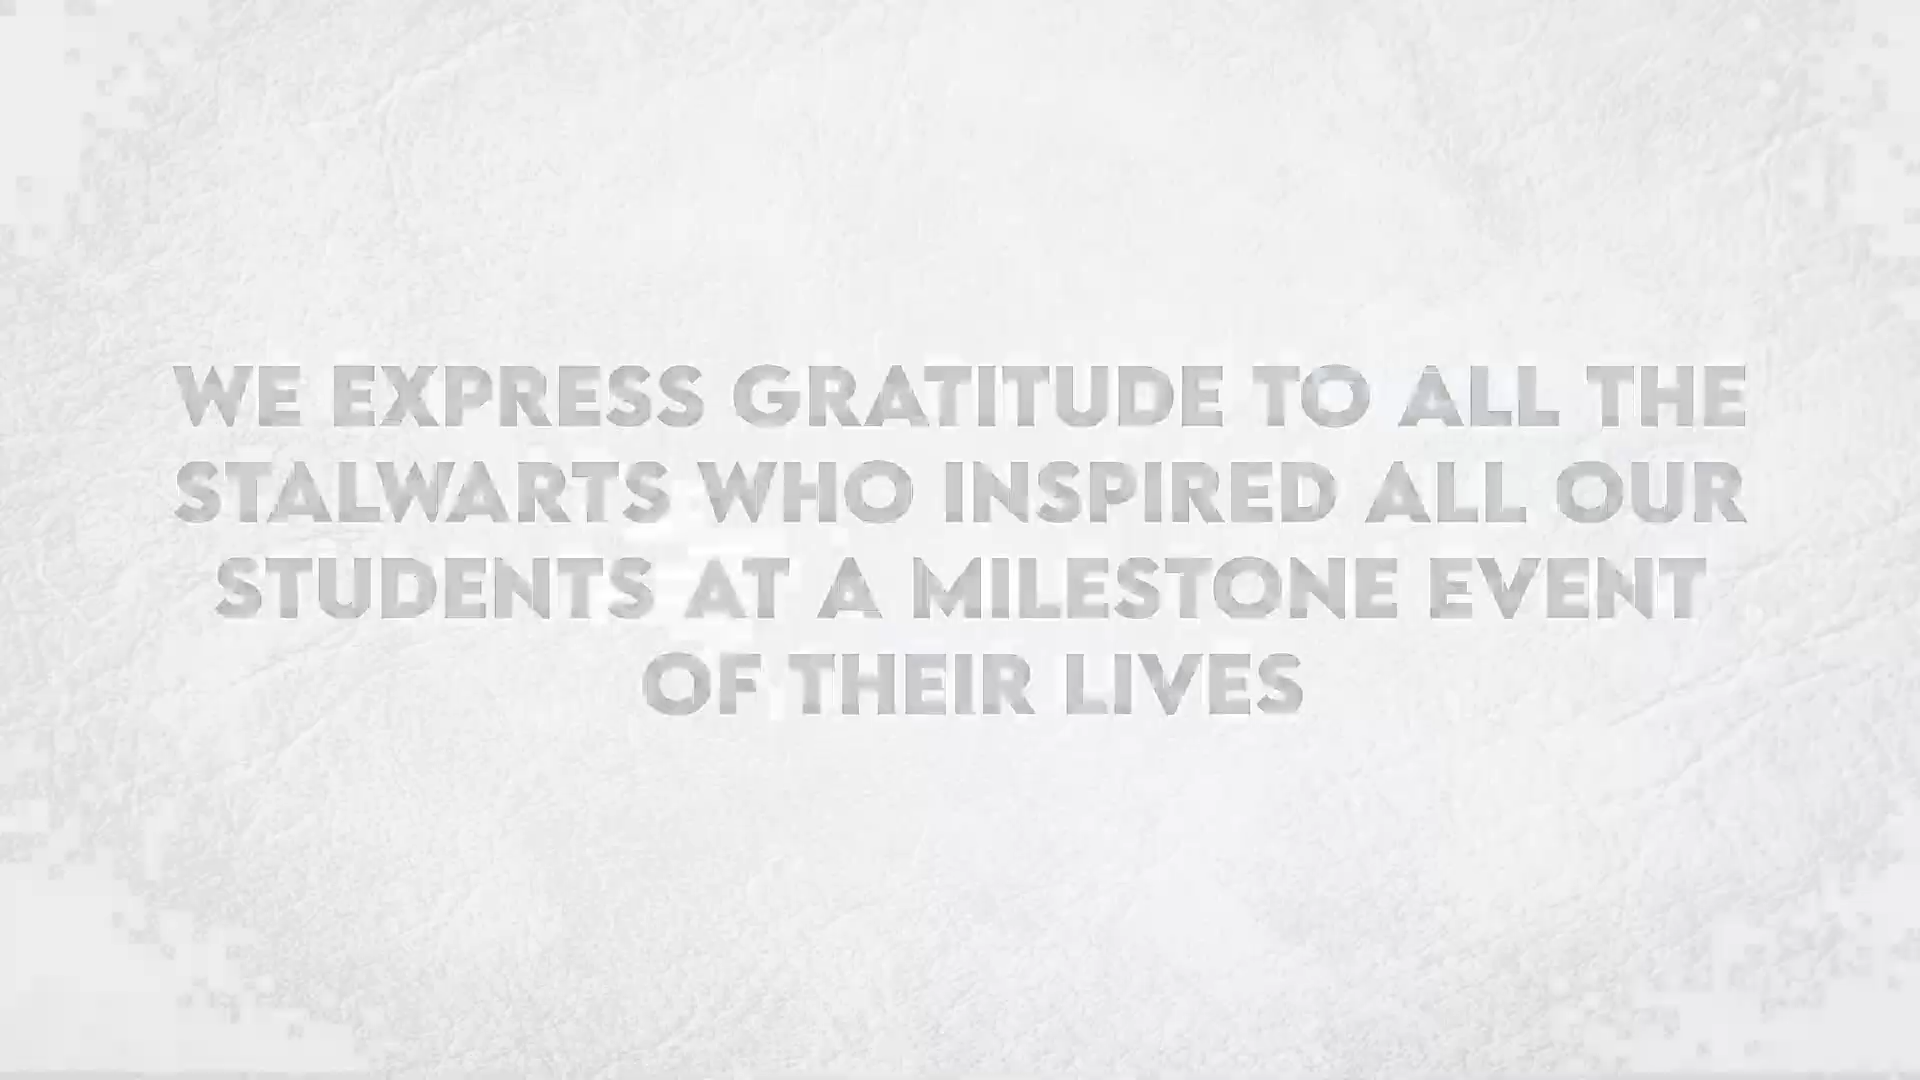 WE EXPRESS GRATITUDE TO ALL THE
STALWARTS WHO INSPIRED ALL OUR
STUDENTS AT A MILESTONE EVENT
OF THEIR LIVES